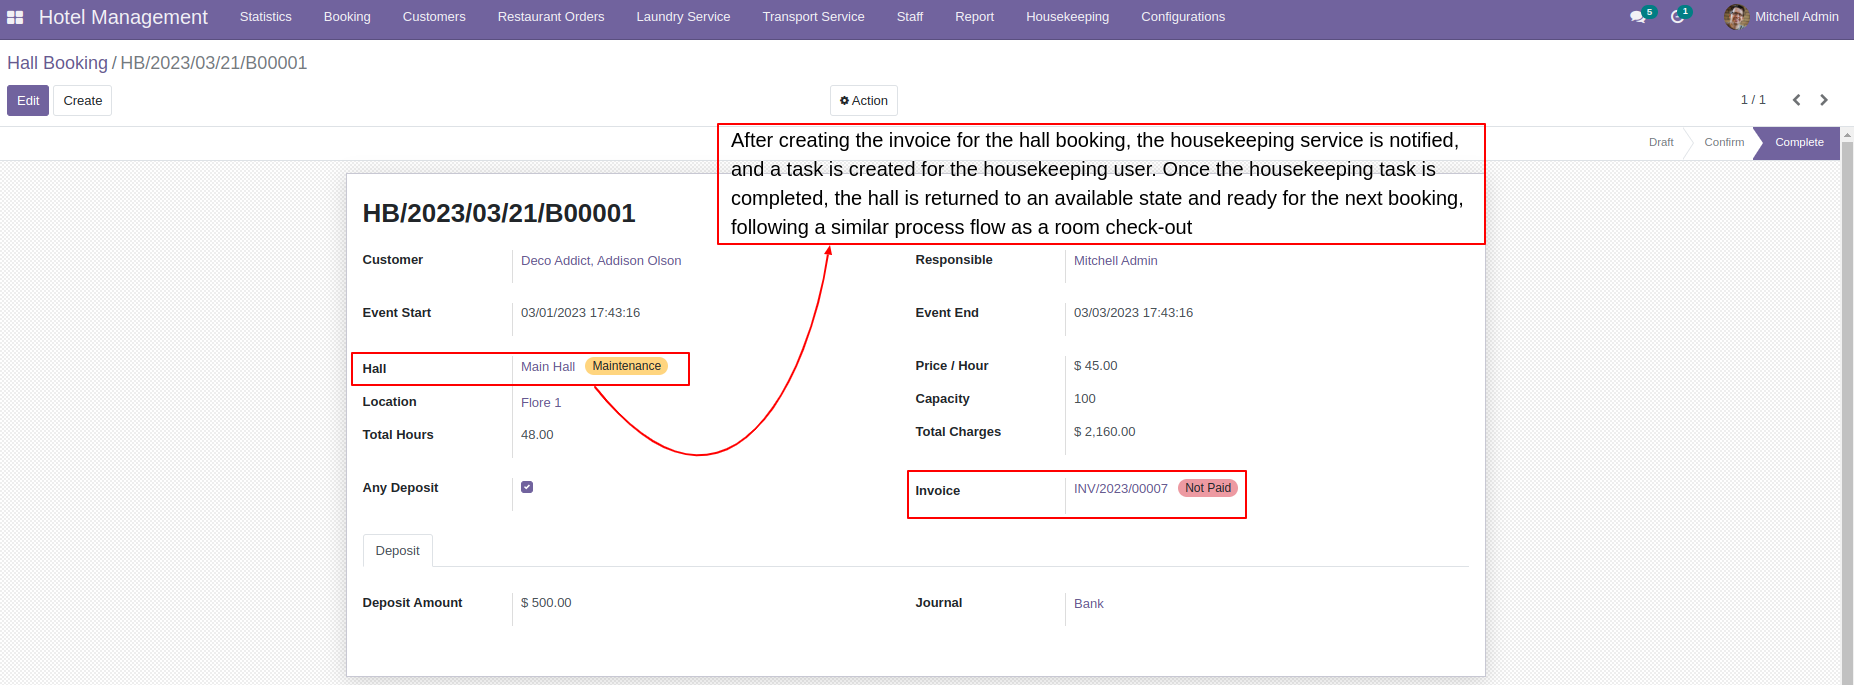 Hotel Management Statistics Booking Customers Restaurant Orders Laundry Service Transport Service Staff Report Housekeeping Configurations 5 1 Mitchell Admin
Hall Booking / HB/2023/03/21/B00001
Edit Create Action 1 / 1
After creating the invoice for the hall booking, the housekeeping service is notified,
and a task is created for the housekeeping user. Once the housekeeping task is
completed, the hall is returned to an available state and ready for the next booking,
following a similar process flow as a room check-out
Draft Confirm Complete
HB/2023/03/21/B00001
Customer Deco Addict, Addison Olson Responsible Mitchell Admin
Event Start 03/01/2023 17:43:16 Event End 03/03/2023 17:43:16
Hall Main Hall Maintenance Price / Hour $ 45.00
Location Flore 1 Capacity 100
Total Hours 48.00 Total Charges $ 2,160.00
Any Deposit Invoice INV/2023/00007 Not Paid
Deposit
Deposit Amount $ 500.00 Journal Bank